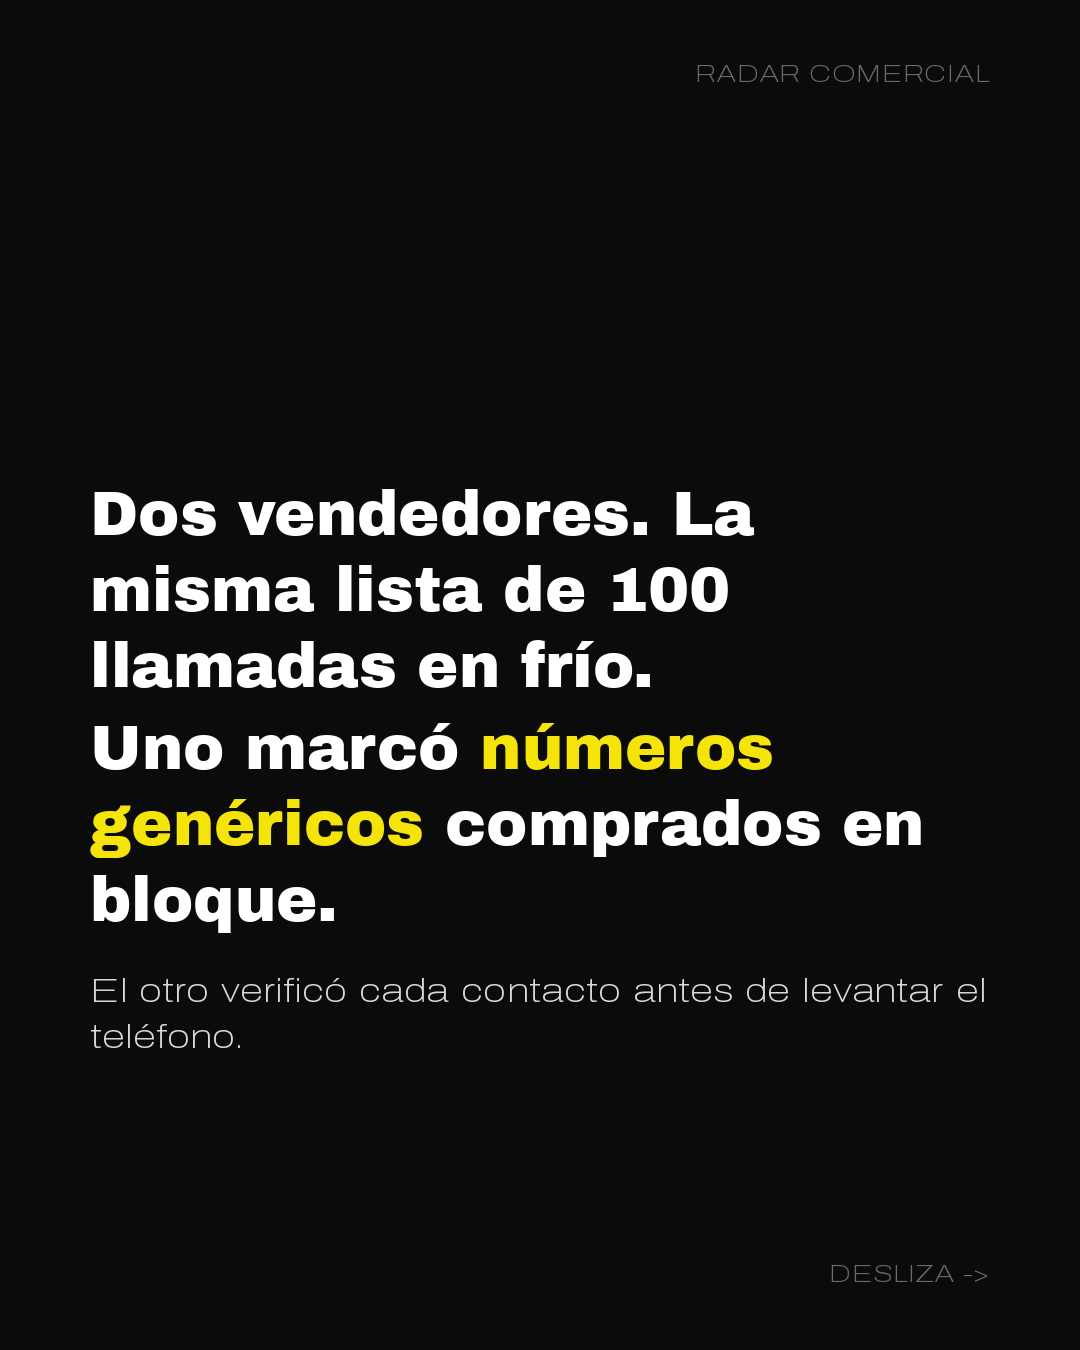 RADAR COMERCIAL
Dos vendedores. La
misma lista de 100
llamadas en frío.
Uno marcó números
genéricos comprados en
bloque.
El otro verificó cada contacto antes de levantar el
teléfono.
DESLIZA ->